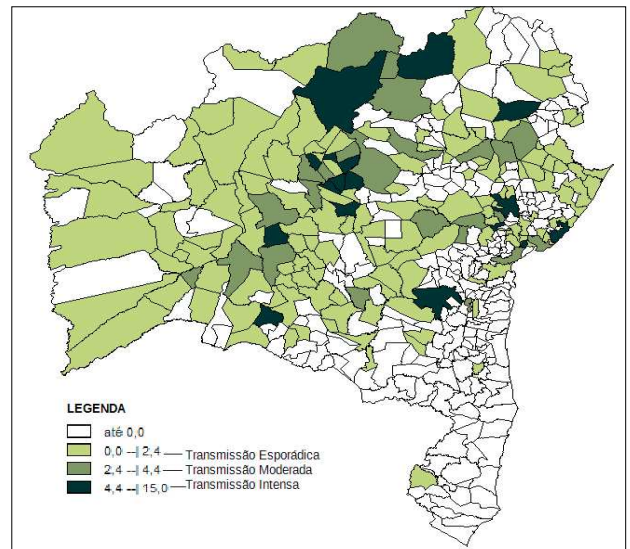 LEGENDA
até 0,0
0,0 --| 2,4 Transmissão Esporádica
2,4 --| 4,4 Transmissão Moderada
4,4 --| 15,0 Transmissão Intensa